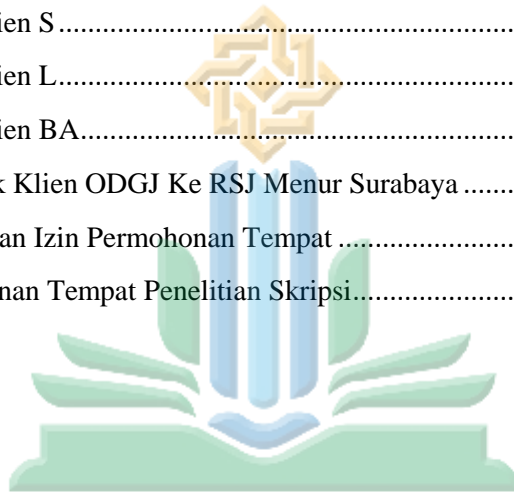 ien S ........................................................................
ien L........................................................................
ien BA.....................................................................
k Klien ODGJ Ke RSJ Menur Surabaya .......
an Izin Permohonan Tempat ..........................
nan Tempat Penelitian Skripsi........................